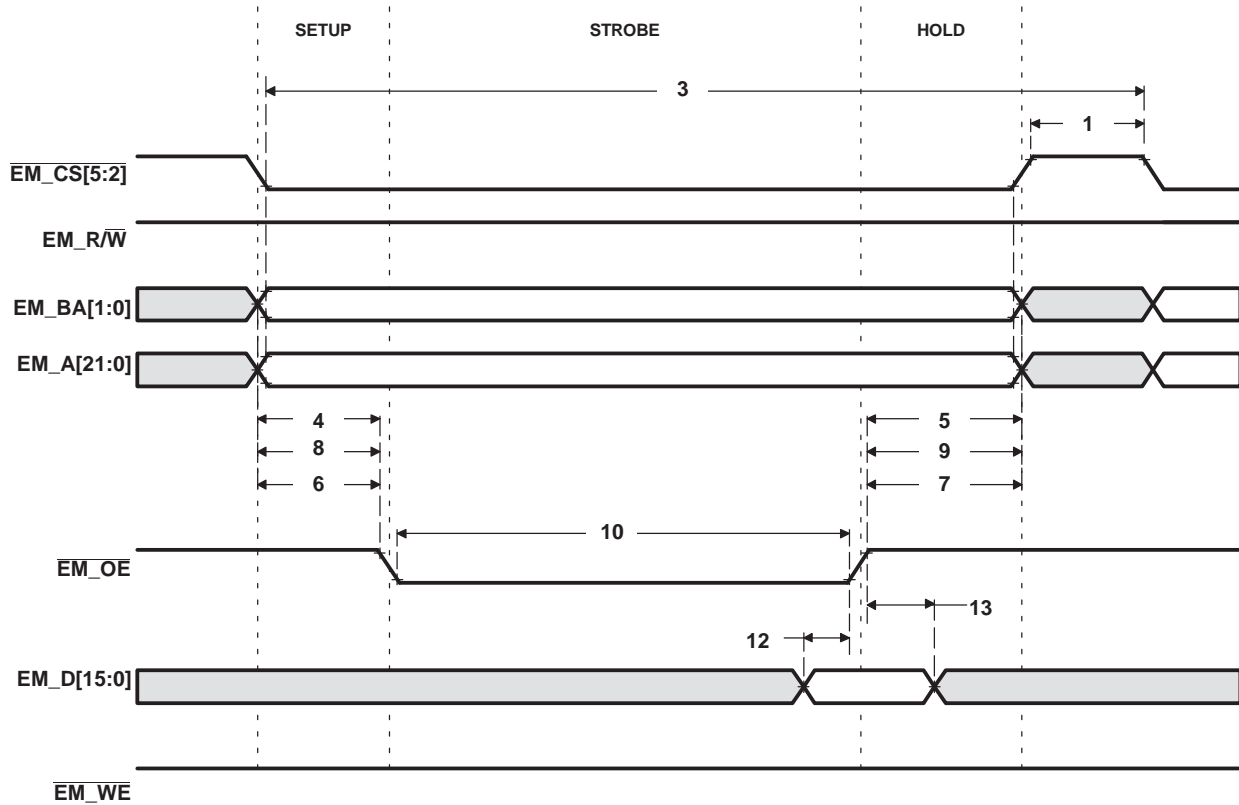 SETUP STROBE HOLD
3
1
EM_CS[5:2]
EM_R/W
EM_BA[1:0]
EM_A[21:0]
4 5
8 9
6 7
10
EM_OE
13
12
EM_D[15:0]
EM_WE